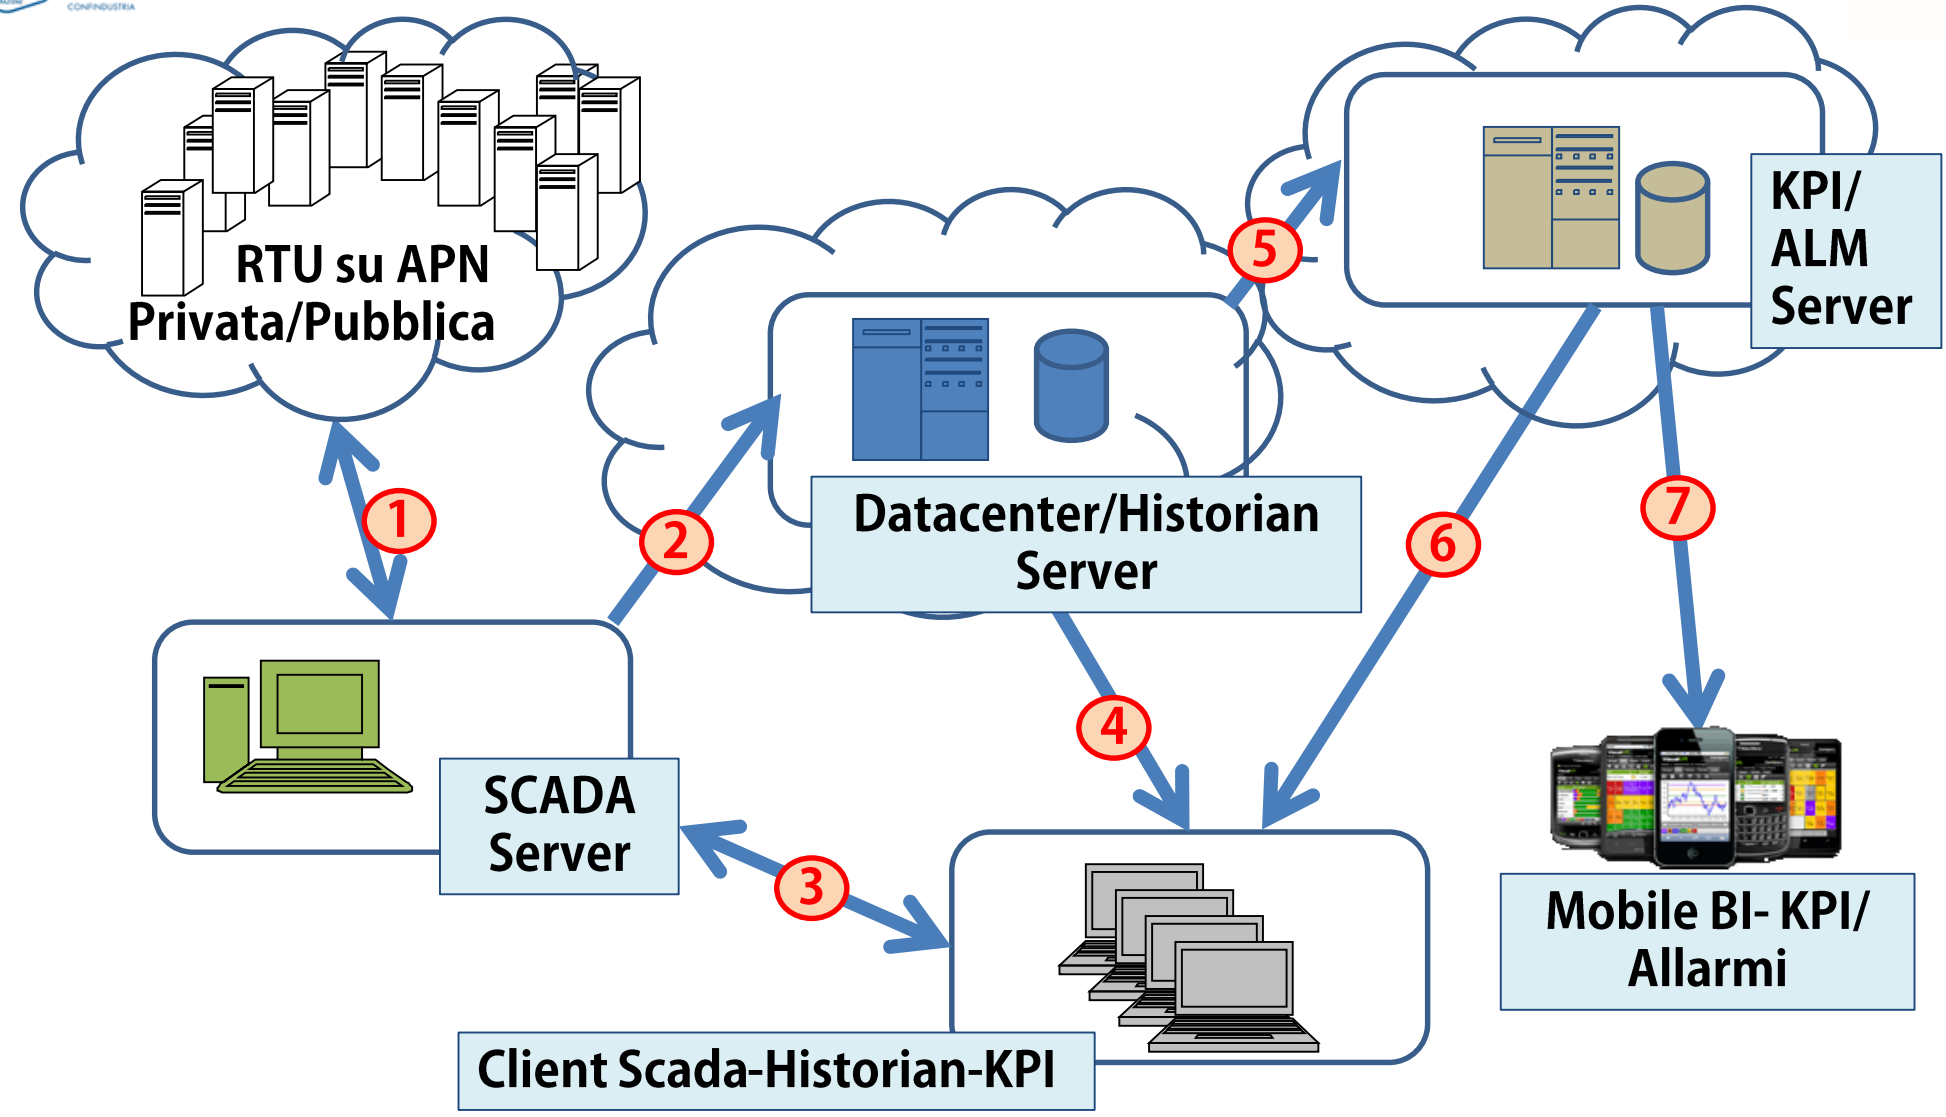 CONFINDUSTRIA
RTU su APN
Privata/Pubblica
KPI/
ALM
Server
5
Datacenter/Historian
Server
1
2
6
7
4
SCADA
Server
3
Mobile BI- KPI/
Allarmi
Client Scada-Historian-KPI